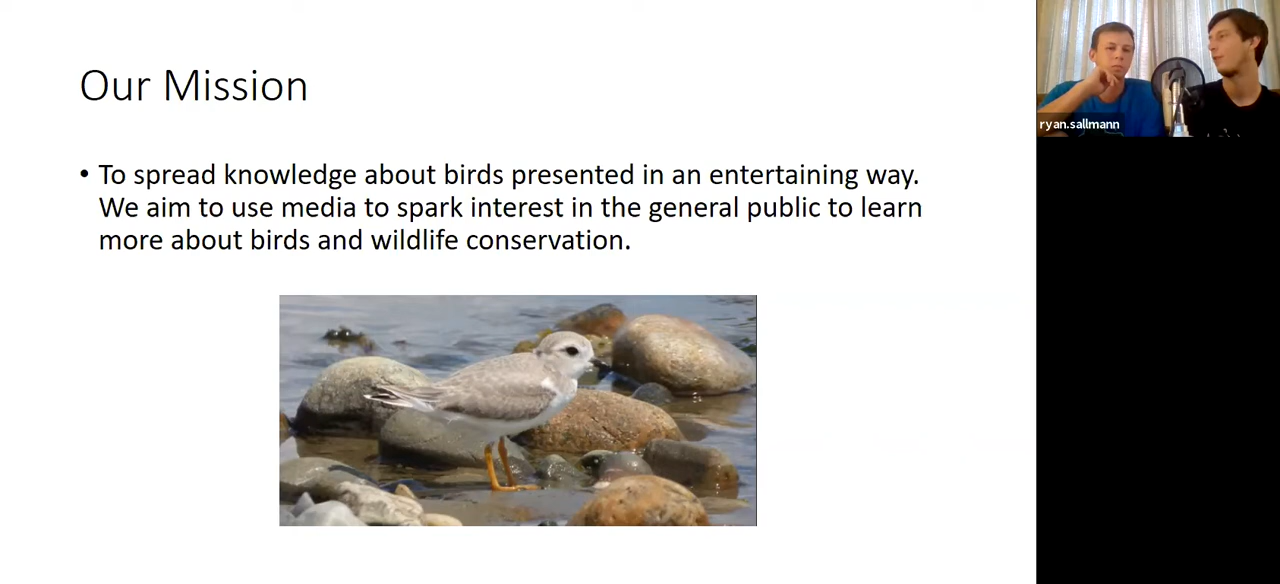 Our Mission
• To spread knowledge about birds presented in an entertaining way.
We aim to use media to spark interest in the general public to learn
more about birds and wildlife conservation.
ryan.sallmann